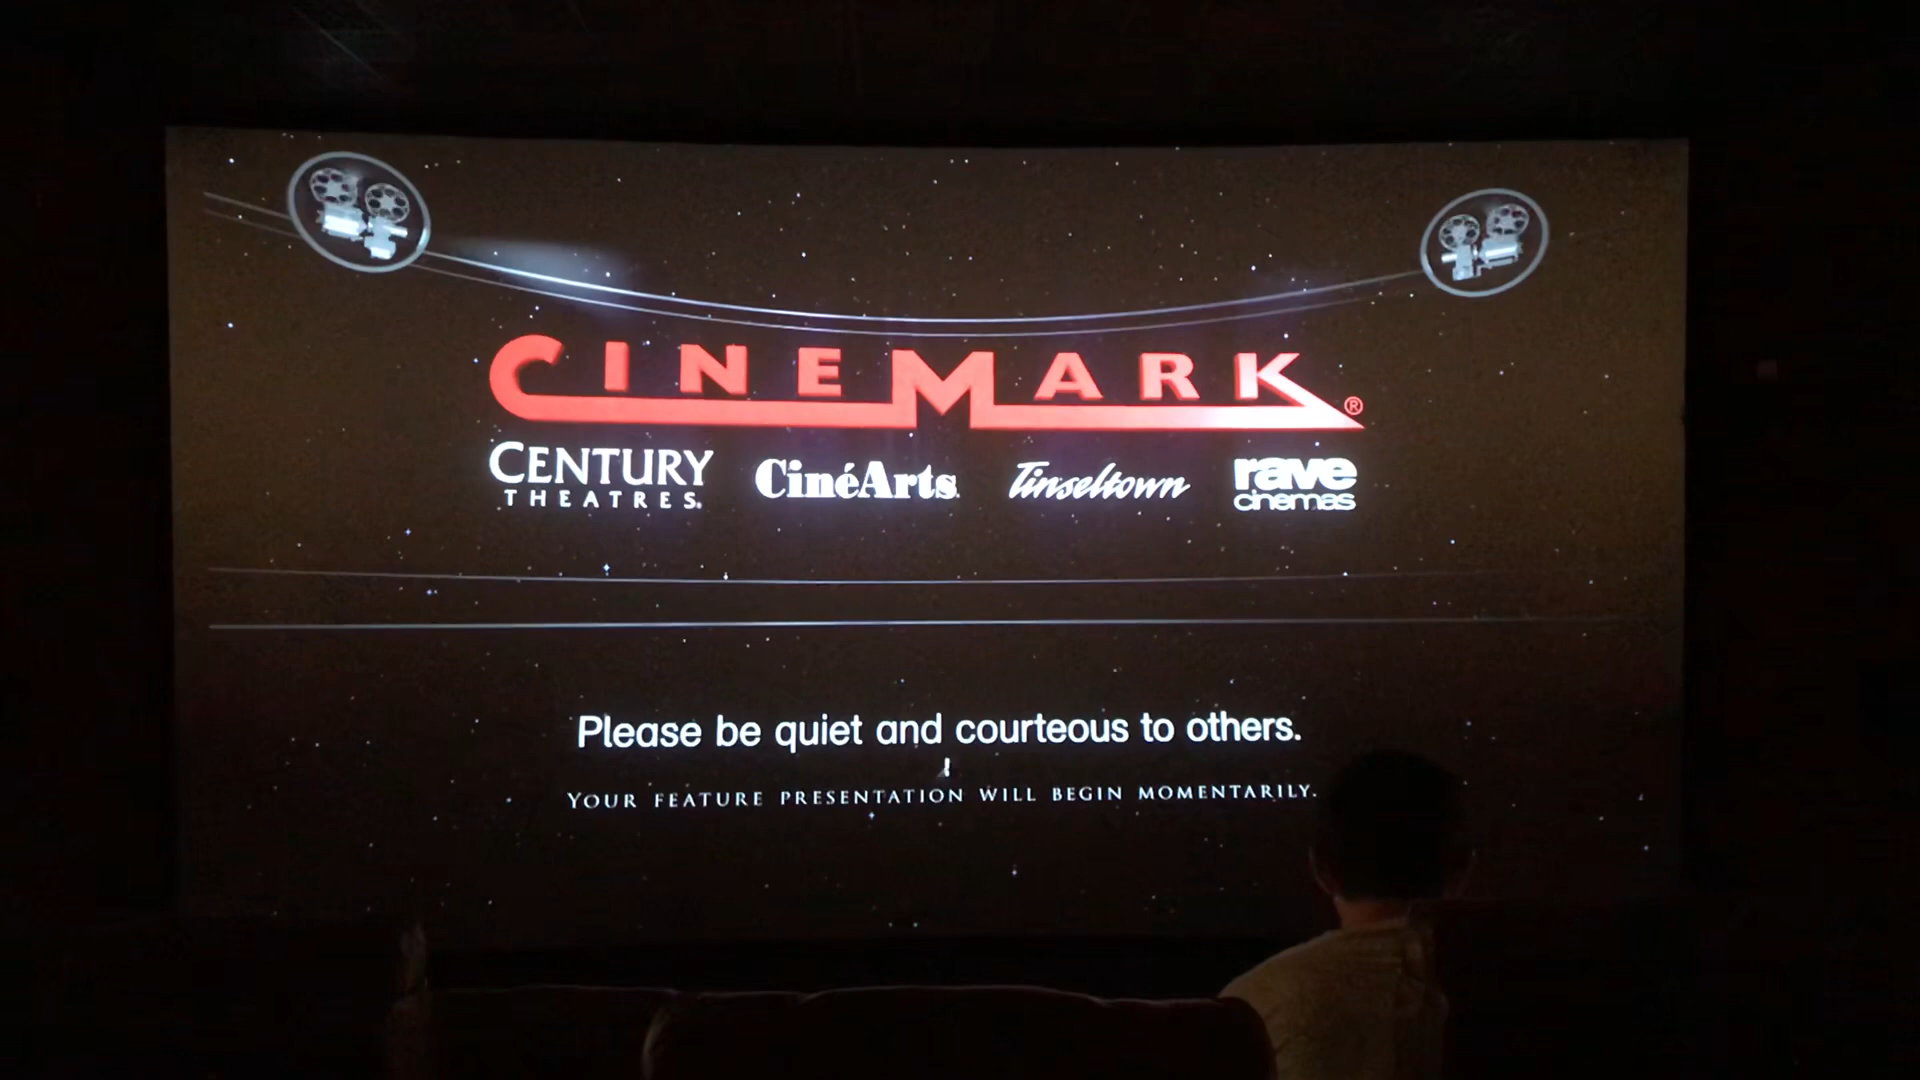 CINEMARK®
CENTURY THEATRES® CinéArts Tinseltown rave cinemas
Please be quiet and courteous to others.
YOUR FEATURE PRESENTATION WILL BEGIN MOMENTARILY.